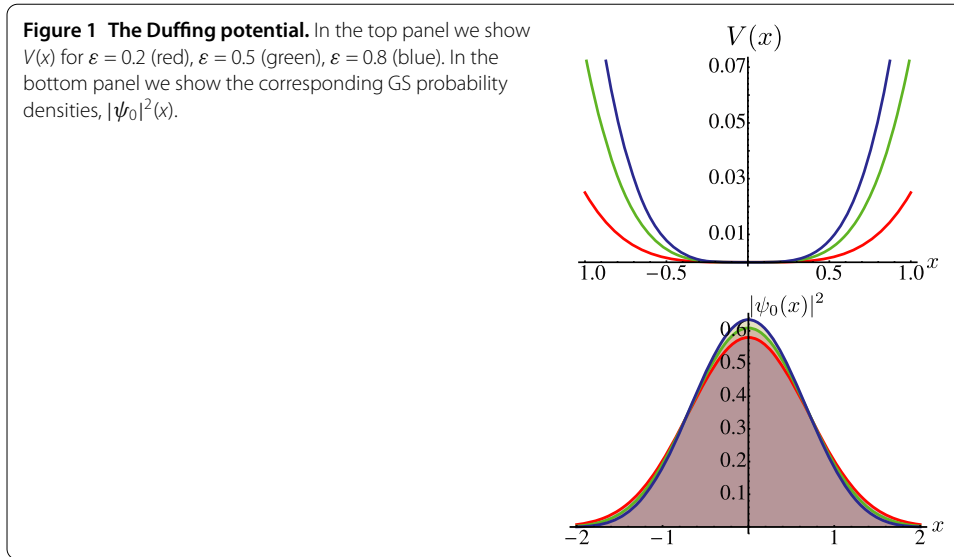 Figure 1 The Duffing potential. In the top panel we show
V(x) for ε = 0.2 (red), ε = 0.5 (green), ε = 0.8 (blue). In the
bottom panel we show the corresponding GS probability
densities, |ψ₀|²(x).
V(x)
0.07
0.05
0.03
0.01
1.0 −0.5 0.5 1.0 x
|ψ₀(x)|²
0.6
0.5
0.4
0.3
0.2
0.1
−2 −1 1 2 x